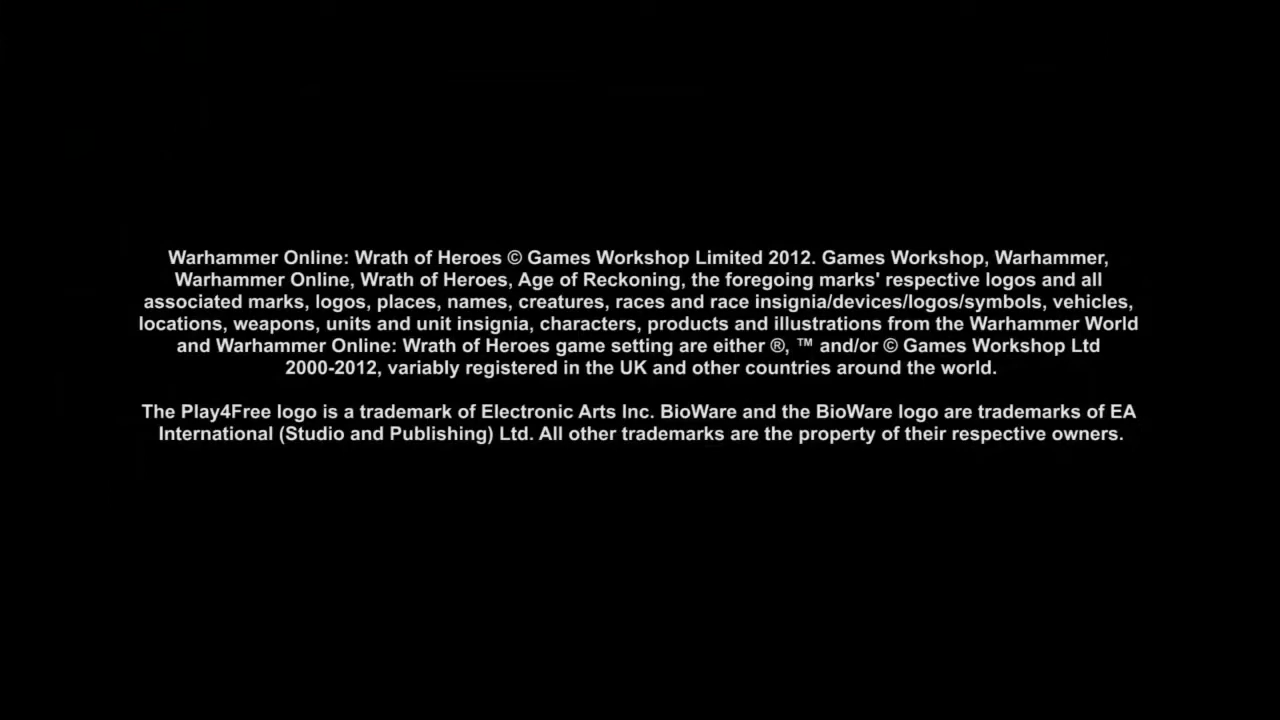 Warhammer Online: Wrath of Heroes © Games Workshop Limited 2012. Games Workshop, Warhammer,
Warhammer Online, Wrath of Heroes, Age of Reckoning, the foregoing marks' respective logos and all
associated marks, logos, places, names, creatures, races and race insignia/devices/logos/symbols, vehicles,
locations, weapons, units and unit insignia, characters, products and illustrations from the Warhammer World
and Warhammer Online: Wrath of Heroes game setting are either ®, ™ and/or © Games Workshop Ltd
2000-2012, variably registered in the UK and other countries around the world.
The Play4Free logo is a trademark of Electronic Arts Inc. BioWare and the BioWare logo are trademarks of EA
International (Studio and Publishing) Ltd. All other trademarks are the property of their respective owners.